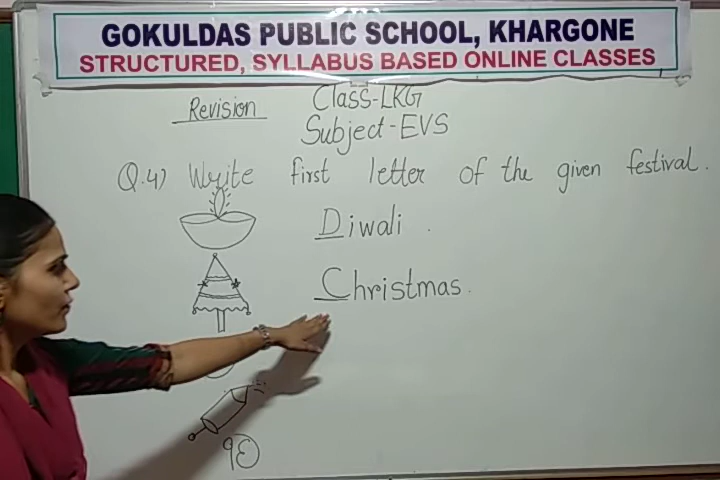 GOKULDAS PUBLIC SCHOOL, KHARGONE
STRUCTURED, SYLLABUS BASED ONLINE CLASSES
Revision Class-LKG
Subject-EVS
Q.4) Write first letter of the given festival.
Diwali.
Christmas.